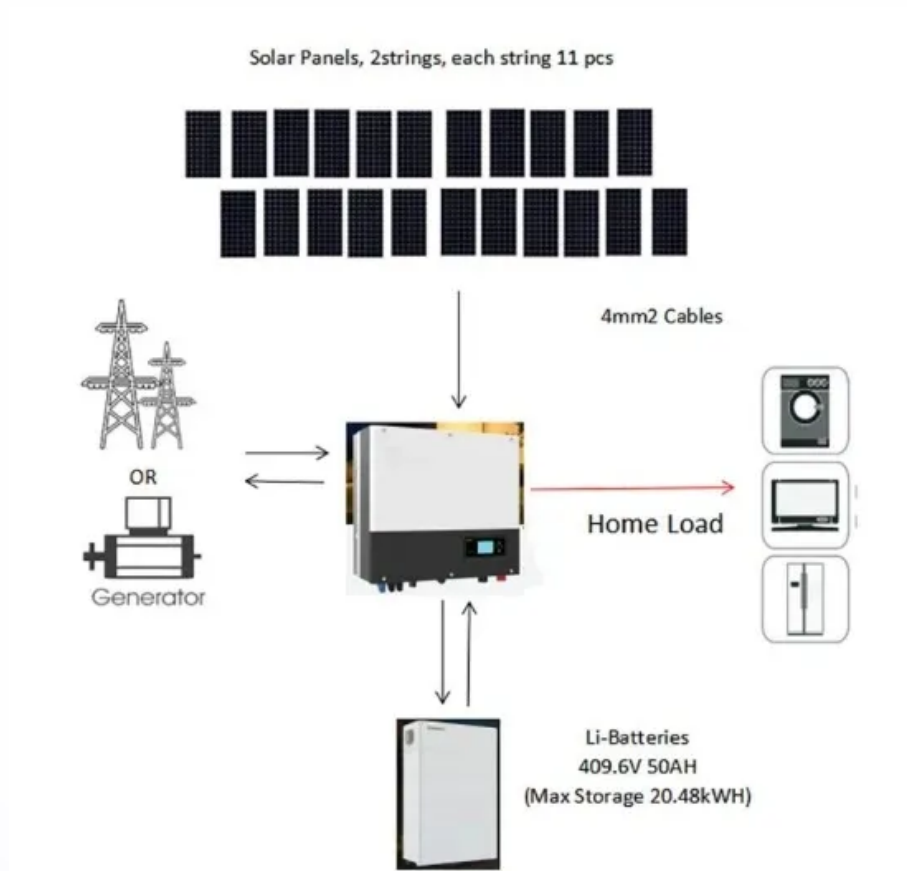 Solar Panels, 2strings, each string 11 pcs
4mm2 Cables
OR
Generator
Home Load
Li-Batteries
409.6V 50AH
(Max Storage 20.48kWH)